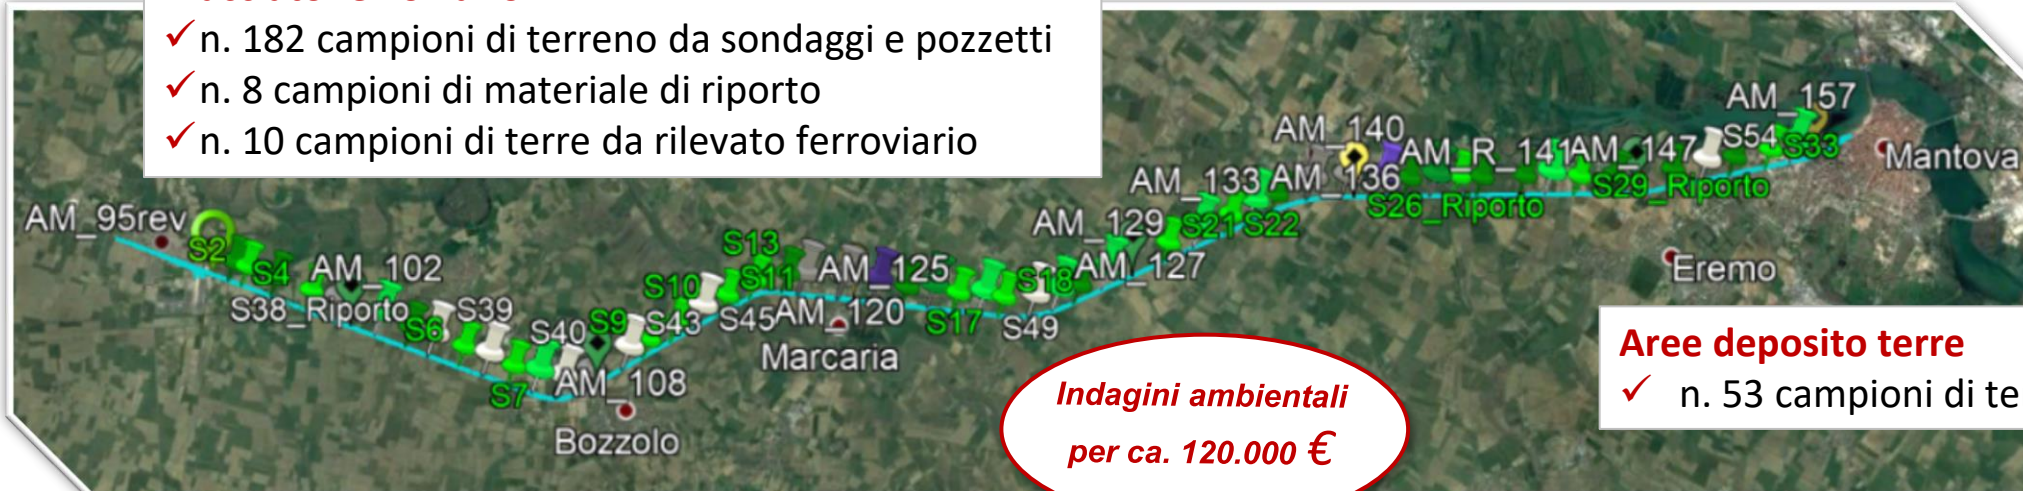 n. 182 campioni di terreno da sondaggi e pozzetti
n. 8 campioni di materiale di riporto
n. 10 campioni di terre da rilevato ferroviario
AM_157
AM_140
AM_R_141
AM_147
S54
S33
Mantova
AM_133
AM_136
S29_Riporto
S26_Riporto
AM_95rev
AM_129
S21
S22
S2
S13
S4
AM_102
S10
S11
AM_125
S18
AM_127
Eremo
S38_Riporto
S39
S6
S40
S9
S43
S45
AM_120
S17
S49
Marcaria
S7
AM_108
Bozzolo
Indagini ambientali
per ca. 120.000 €
Aree deposito terre
n. 53 campioni di te